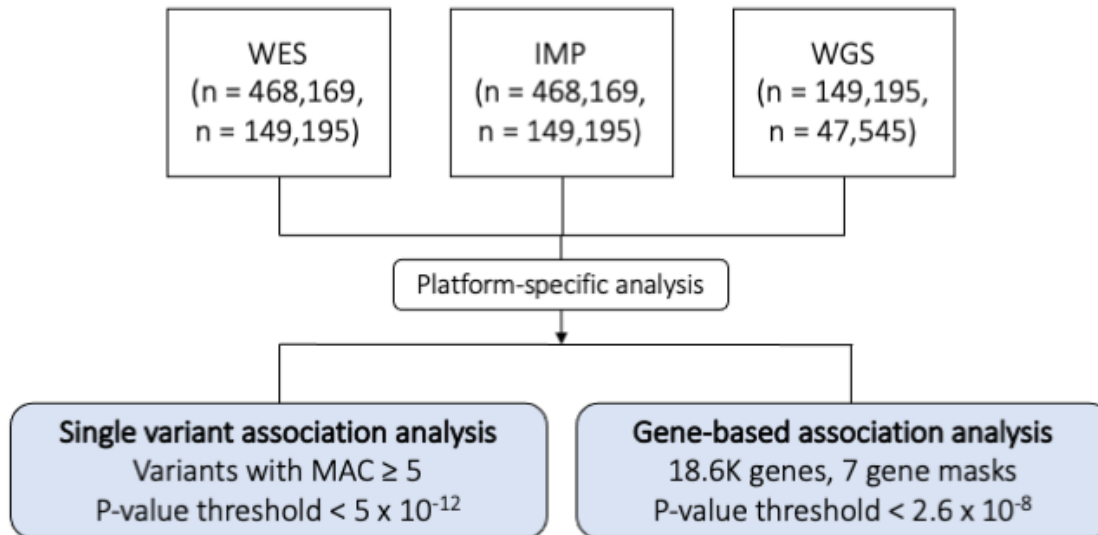 WES
(n = 468,169,
n = 149,195)
IMP
(n = 468,169,
n = 149,195)
WGS
(n = 149,195,
n = 47,545)
Platform-specific analysis
Single variant association analysis
Variants with MAC ≥ 5
P-value threshold < 5 x 10⁻¹²
Gene-based association analysis
18.6K genes, 7 gene masks
P-value threshold < 2.6 x 10⁻⁸